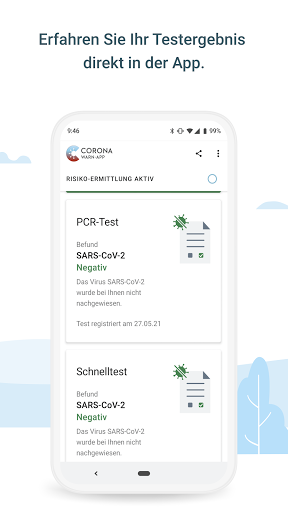 Erfahren Sie Ihr Testergebnis
direkt in der App.
9:46
99%
CORONA
WARN-APP
RISIKO-ERMITTLUNG AKTIV
PCR-Test
Befund
SARS-CoV-2
Negativ
Das Virus SARS-CoV-2
wurde bei Ihnen nicht
nachgewiesen.
Test registriert am 27.05.21
Schnelltest
Befund
SARS-CoV-2
Negativ
Das Virus SARS-CoV-2
wurde bei Ihnen nicht
nachgewiesen.